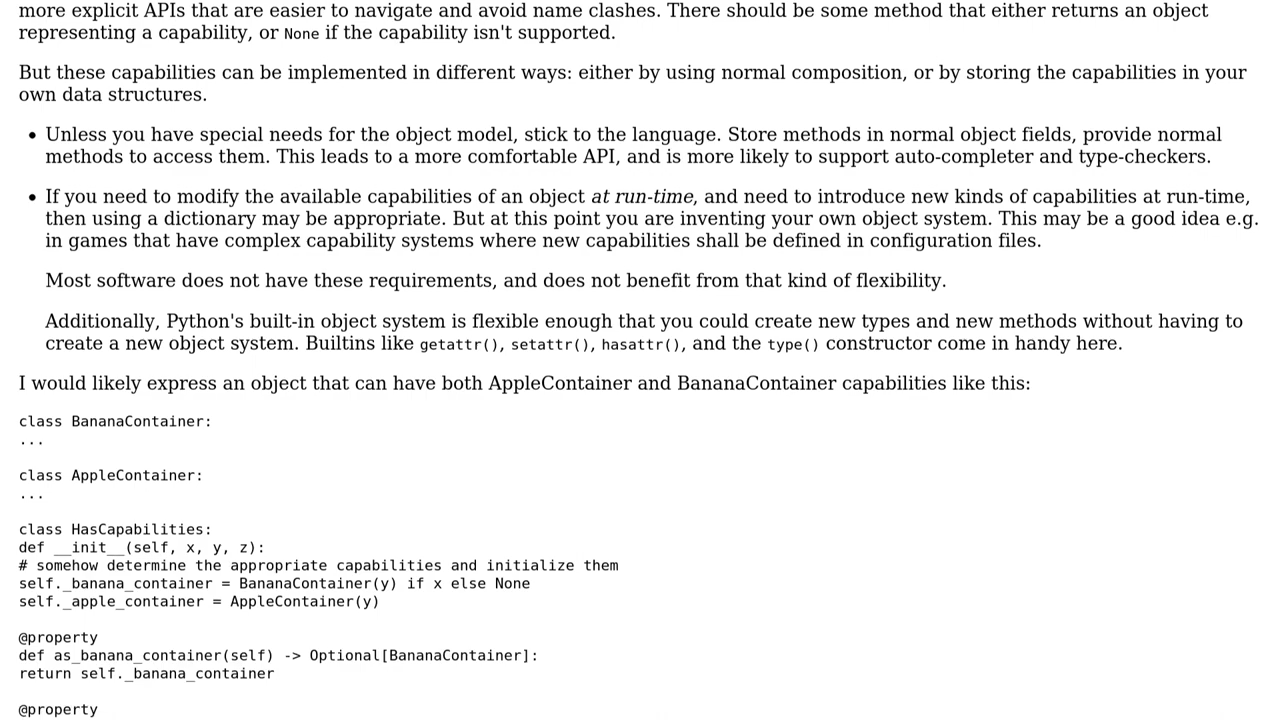 more explicit APIs that are easier to navigate and avoid name clashes. There should be some method that either returns an object
representing a capability, or None if the capability isn't supported.
But these capabilities can be implemented in different ways: either by using normal composition, or by storing the capabilities in your
own data structures.
• Unless you have special needs for the object model, stick to the language. Store methods in normal object fields, provide normal
methods to access them. This leads to a more comfortable API, and is more likely to support auto-completer and type-checkers.
• If you need to modify the available capabilities of an object at run-time, and need to introduce new kinds of capabilities at run-time,
then using a dictionary may be appropriate. But at this point you are inventing your own object system. This may be a good idea e.g.
in games that have complex capability systems where new capabilities shall be defined in configuration files.
Most software does not have these requirements, and does not benefit from that kind of flexibility.
Additionally, Python's built-in object system is flexible enough that you could create new types and new methods without having to
create a new object system. Builtins like getattr(), setattr(), hasattr(), and the type() constructor come in handy here.
I would likely express an object that can have both AppleContainer and BananaContainer capabilities like this:
class BananaContainer:
...
class AppleContainer:
...
class HasCapabilities:
def __init__(self, x, y, z):
# somehow determine the appropriate capabilities and initialize them
self._banana_container = BananaContainer(y) if x else None
self._apple_container = AppleContainer(y)
@property
def as_banana_container(self) -> Optional[BananaContainer]:
return self._banana_container
@property